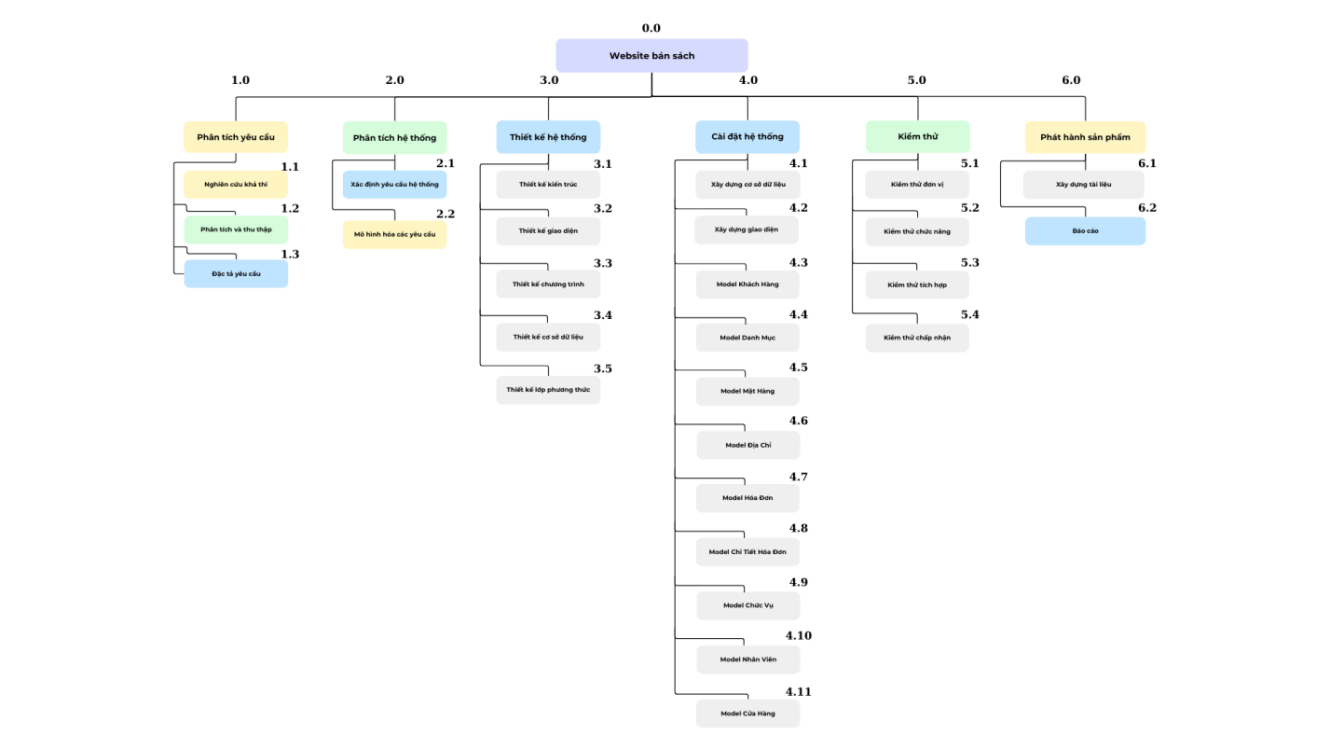 0.0
Website bán sách
1.0
2.0
3.0
4.0
5.0
6.0
Phân tích yêu cầu
Phân tích hệ thống
Thiết kế hệ thống
Cài đặt hệ thống
Kiểm thử
Phát hành sản phẩm
1.1
Nghiên cứu khả thi
1.2
Phân tích và thu thập
1.3
Đặc tả yêu cầu
2.1
Xác định yêu cầu hệ thống
2.2
Mô hình hóa các yêu cầu
3.1
Thiết kế kiến trúc
3.2
Thiết kế giao diện
3.3
Thiết kế chương trình
3.4
Thiết kế cơ sở dữ liệu
3.5
Thiết kế lớp phương thức
4.1
Xây dựng cơ sở dữ liệu
4.2
Xây dựng giao diện
4.3
Model Khách Hàng
4.4
Model Danh Mục
4.5
Model Mặt Hàng
4.6
Model Địa Chỉ
4.7
Model Hóa Đơn
4.8
Model Chi Tiết Hóa Đơn
4.9
Model Chức Vụ
4.10
Model Nhân Viên
4.11
Model Cửa Hàng
5.1
Kiểm thử đơn vị
5.2
Kiểm thử chức năng
5.3
Kiểm thử tích hợp
5.4
Kiểm thử chấp nhận
6.1
Xây dựng tài liệu
6.2
Báo cáo